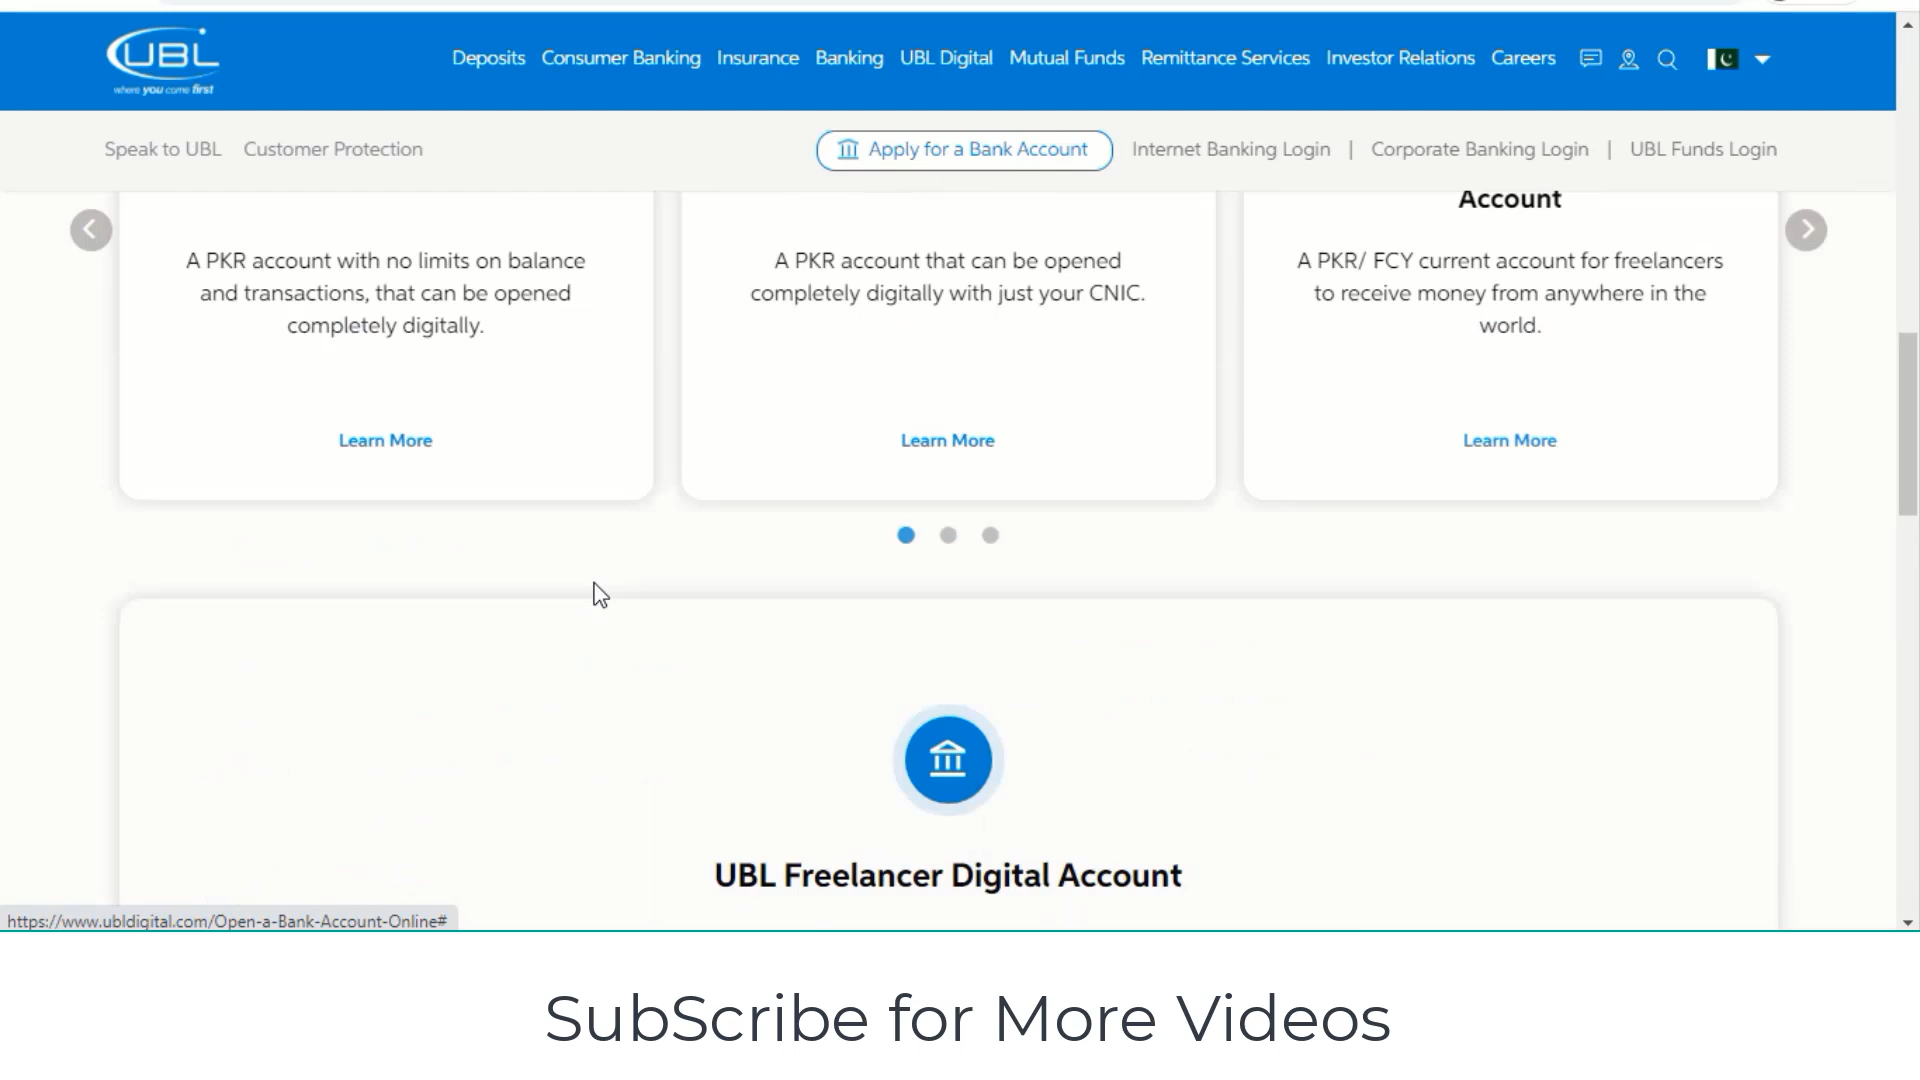 UBL
where you come first
Deposits Consumer Banking Insurance Banking UBL Digital Mutual Funds Remittance Services Investor Relations Careers
Speak to UBL Customer Protection Apply for a Bank Account Internet Banking Login | Corporate Banking Login | UBL Funds Login
A PKR account with no limits on balance
and transactions, that can be opened
completely digitally.
Learn More
A PKR account that can be opened
completely digitally with just your CNIC.
Learn More
Account
A PKR/ FCY current account for freelancers
to receive money from anywhere in the
world.
Learn More
UBL Freelancer Digital Account
https://www.ubldigital.com/Open-a-Bank-Account-Online#
SubScribe for More Videos